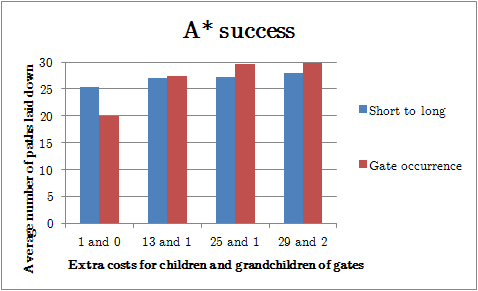 A* success
Average number of paths laid down
30
25
20
15
10
5
0
1 and 0 13 and 1 25 and 1 29 and 2
Extra costs for children and grandchildren of gates
Short to long
Gate occurrence